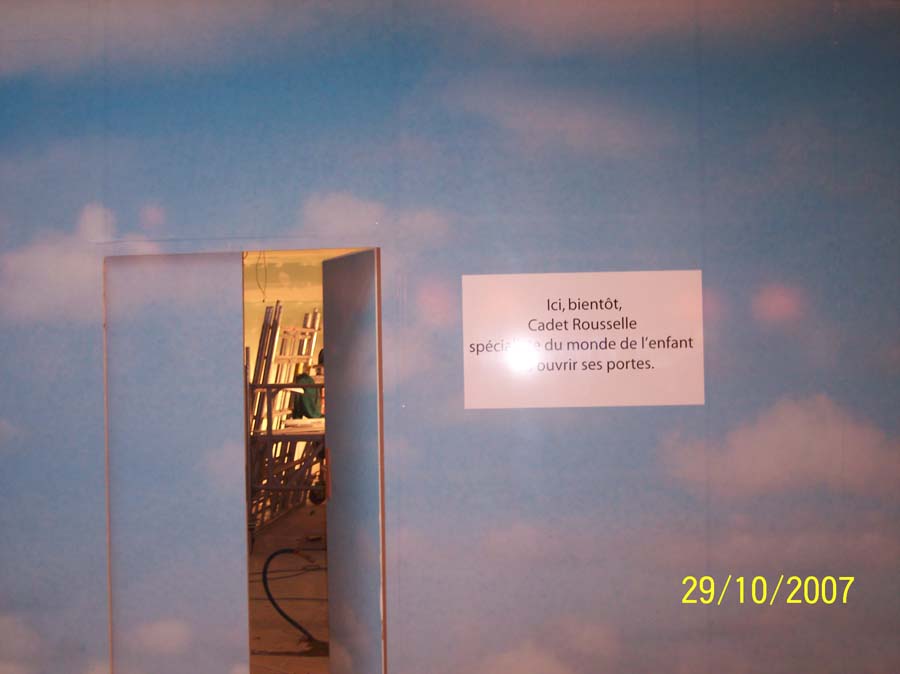 Ici, bientôt,
Cadet Rousselle
du monde de l'enfant
ouvrir ses portes.
29/10/2007